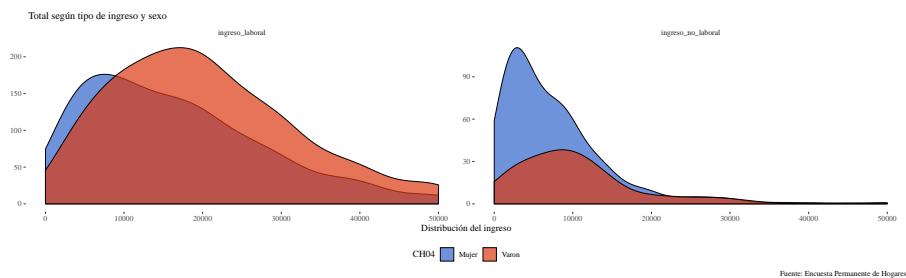 Total según tipo de ingreso y sexo
ingreso_laboral
ingreso_no_laboral
200
150
100
50
0
90
60
30
0
0 10000 20000 30000 40000 50000
0 10000 20000 30000 40000 50000
Distribución del ingreso
CH04 Mujer Varon
Fuente: Encuesta Permanente de Hogares